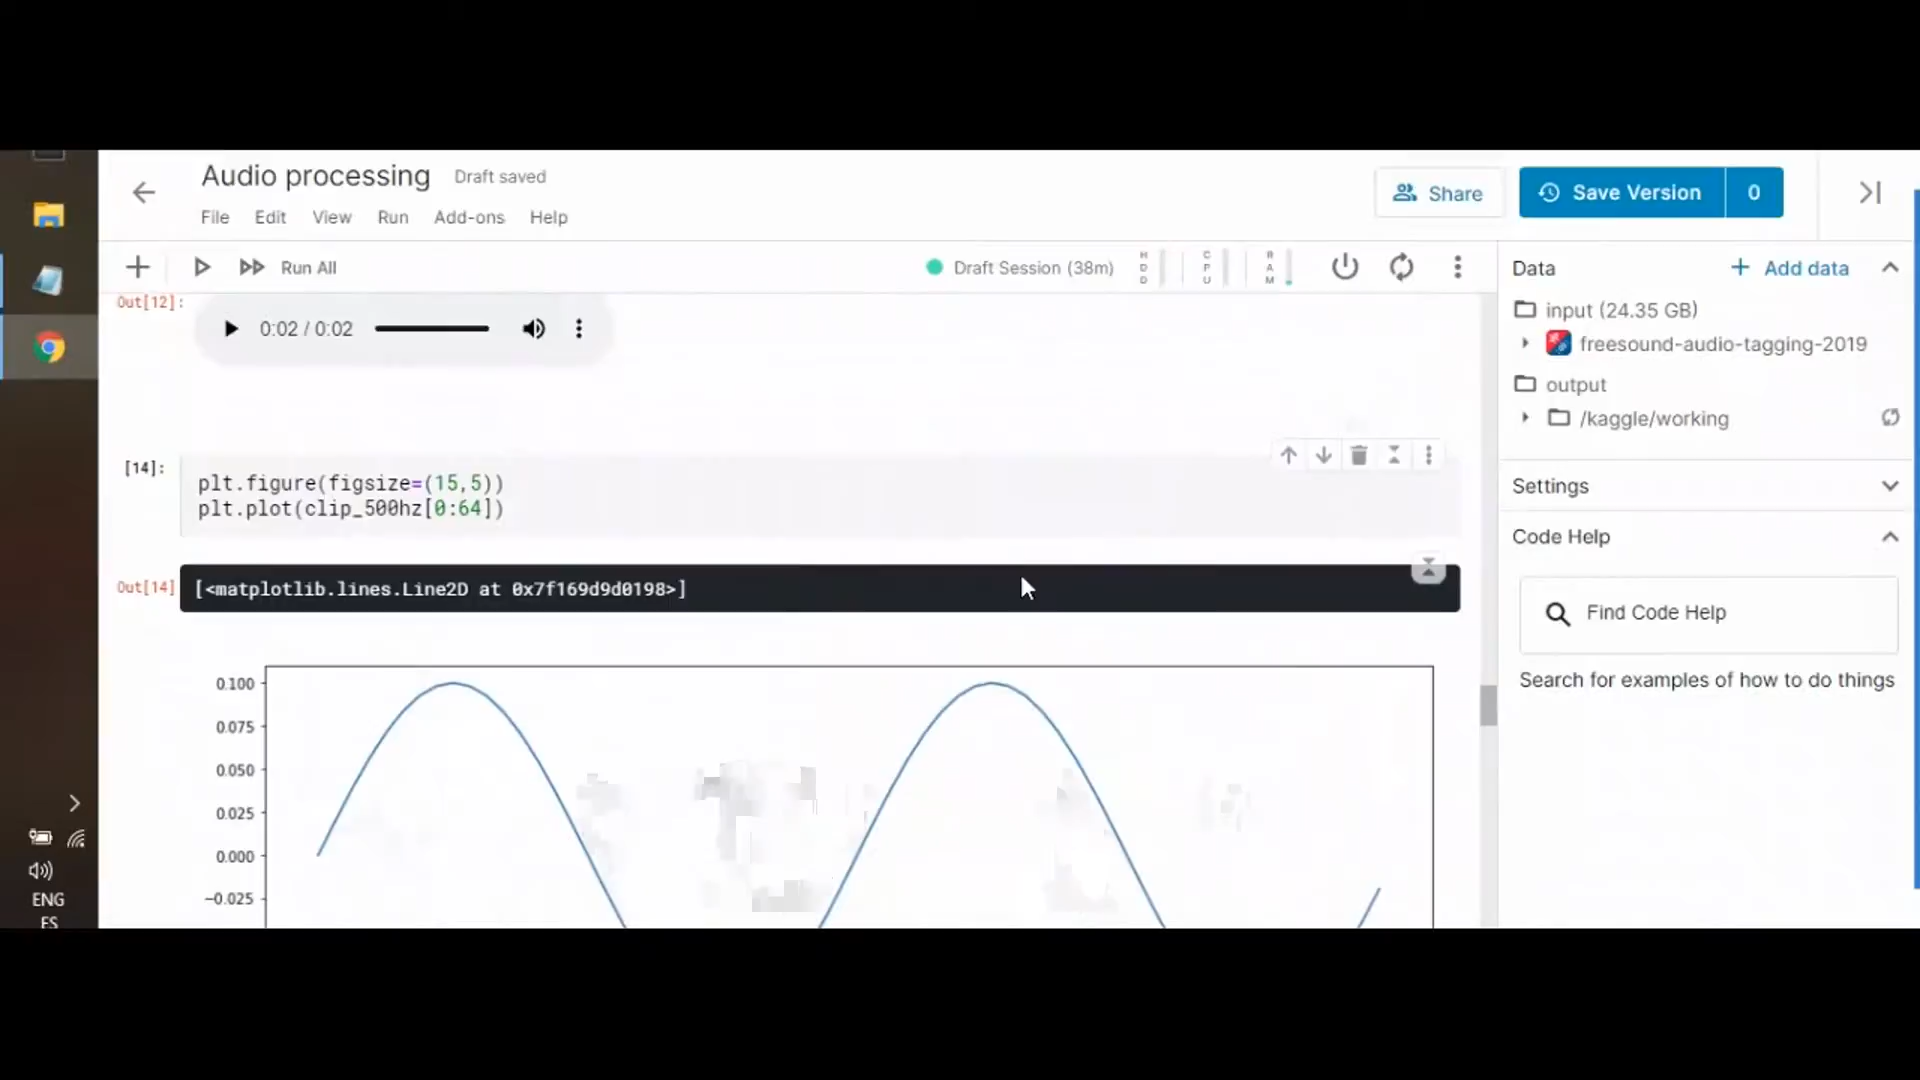 Audio processing Draft saved
File Edit View Run Add-ons Help
Share
Save Version 0
Run All
Draft Session (38m)
HDD
CPU
RAM
Out[12]:
0:02 / 0:02
[14]:
plt.figure(figsize=(15,5))
plt.plot(clip_500hz[0:64])
Out[14]
[<matplotlib.lines.Line2D at 0x7f169d9d0198>]
0.100
0.075
0.050
0.025
0.000
−0.025
Data
Add data
input (24.35 GB)
freesound-audio-tagging-2019
output
/kaggle/working
Settings
Code Help
Find Code Help
Search for examples of how to do things
ENG
ES